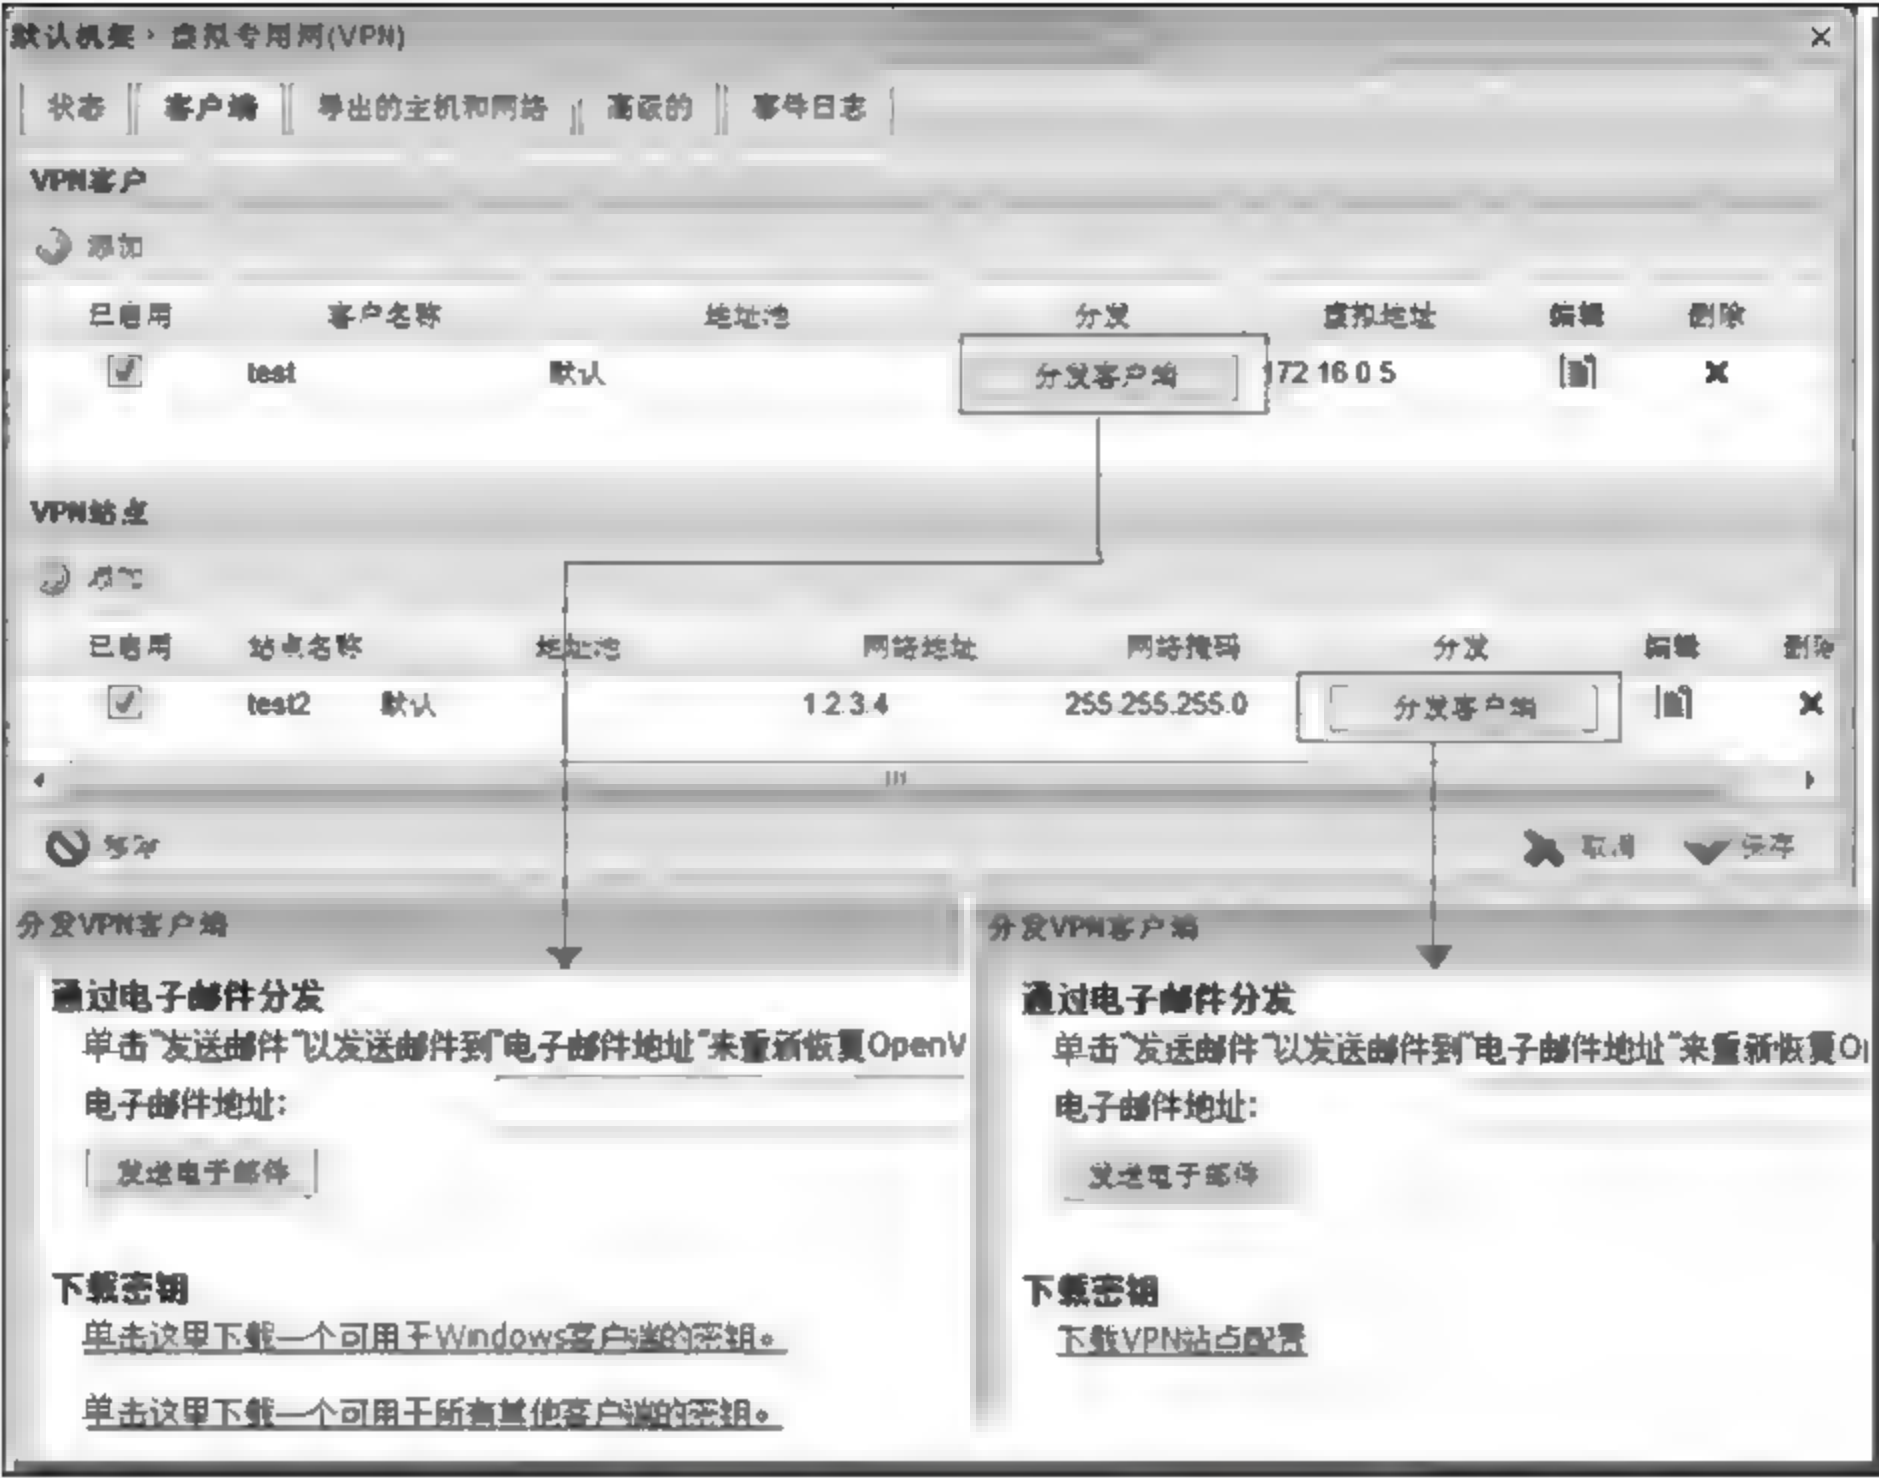 默认机架 › 虚拟专用网(VPN)
状态 客户端 导出的主机和网络 高级的 事件日志
VPN客户
添加
已启用 客户名称 地址池 分发 虚拟地址 编辑 删除
test 默认 分发客户端 172 16 0 5
VPN站点
添加
已启用 站点名称 地址池 网络地址 网络掩码 分发 编辑 删除
test2 默认 1.2.3.4 255.255.255.0 分发客户端
移除 取消 保存
分发VPN客户端
通过电子邮件分发
单击"发送邮件"以发送邮件到"电子邮件地址"来重新恢复OpenV
电子邮件地址:
发送电子邮件
下载密钥
单击这里下载一个可用于Windows客户端的密钥。
单击这里下载一个可用于所有其他客户端的密钥。
分发VPN客户端
通过电子邮件分发
单击"发送邮件"以发送邮件到"电子邮件地址"来重新恢复O
电子邮件地址:
发送电子邮件
下载密钥
下载VPN站点配置